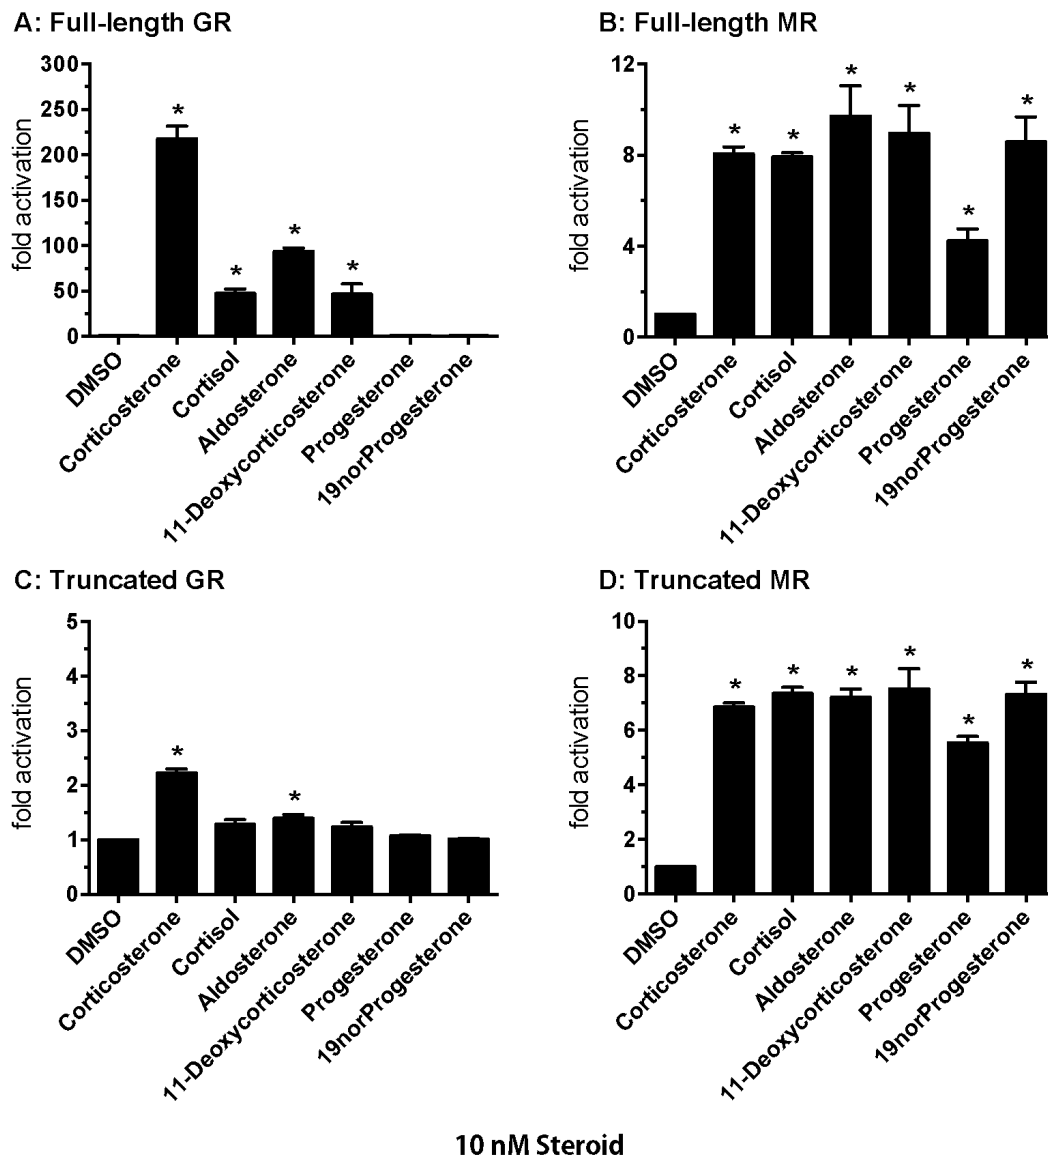 A: Full-length GR
fold activation
300
250
200
150
100
50
0
*
*
*
*
DMSO
Corticosterone
Cortisol
Aldosterone
11-Deoxycorticosterone
Progesterone
19norProgesterone
B: Full-length MR
fold activation
12
8
4
0
*
*
*
*
*
*
DMSO
Corticosterone
Cortisol
Aldosterone
11-Deoxycorticosterone
Progesterone
19norProgesterone
C: Truncated GR
fold activation
5
4
3
2
1
0
*
*
DMSO
Corticosterone
Cortisol
Aldosterone
11-Deoxycorticosterone
Progesterone
19norProgesterone
D: Truncated MR
fold activation
10
8
6
4
2
0
*
*
*
*
*
*
DMSO
Corticosterone
Cortisol
Aldosterone
11-Deoxycorticosterone
Progesterone
19norProgesterone
10 nM Steroid